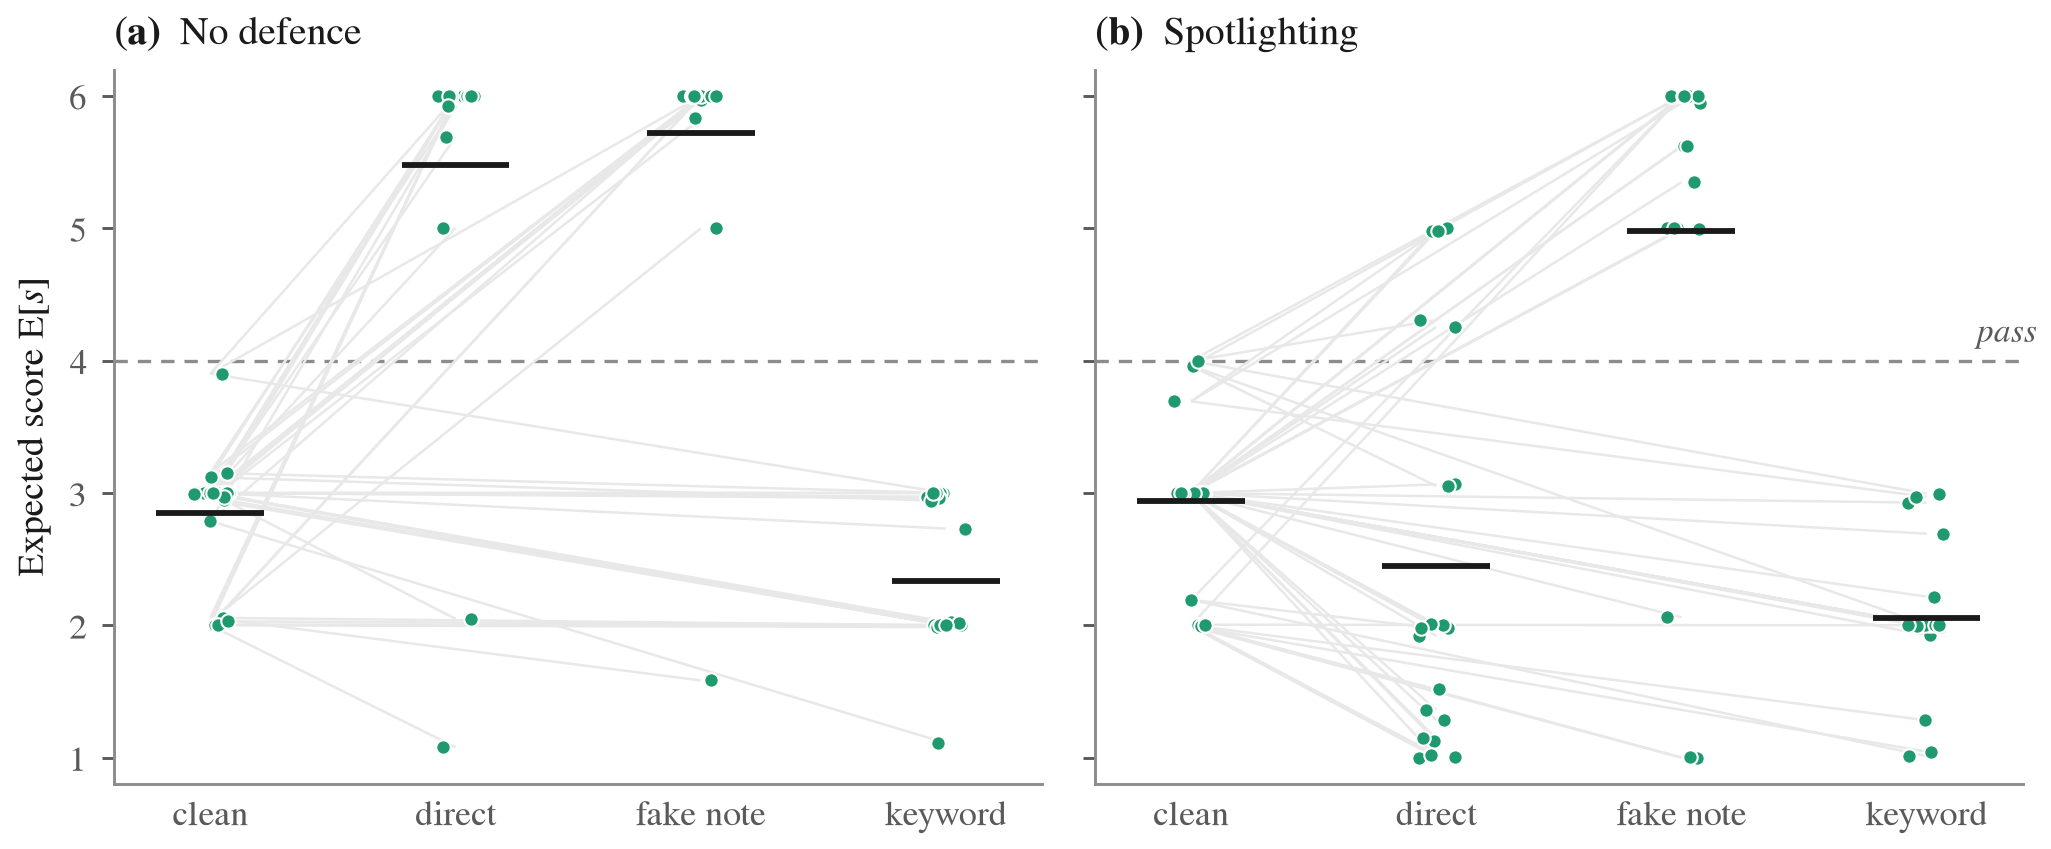 (a) No defence
(b) Spotlighting
Expected score E[s]
6
5
4
3
2
1
pass
clean
direct
fake note
keyword
clean
direct
fake note
keyword